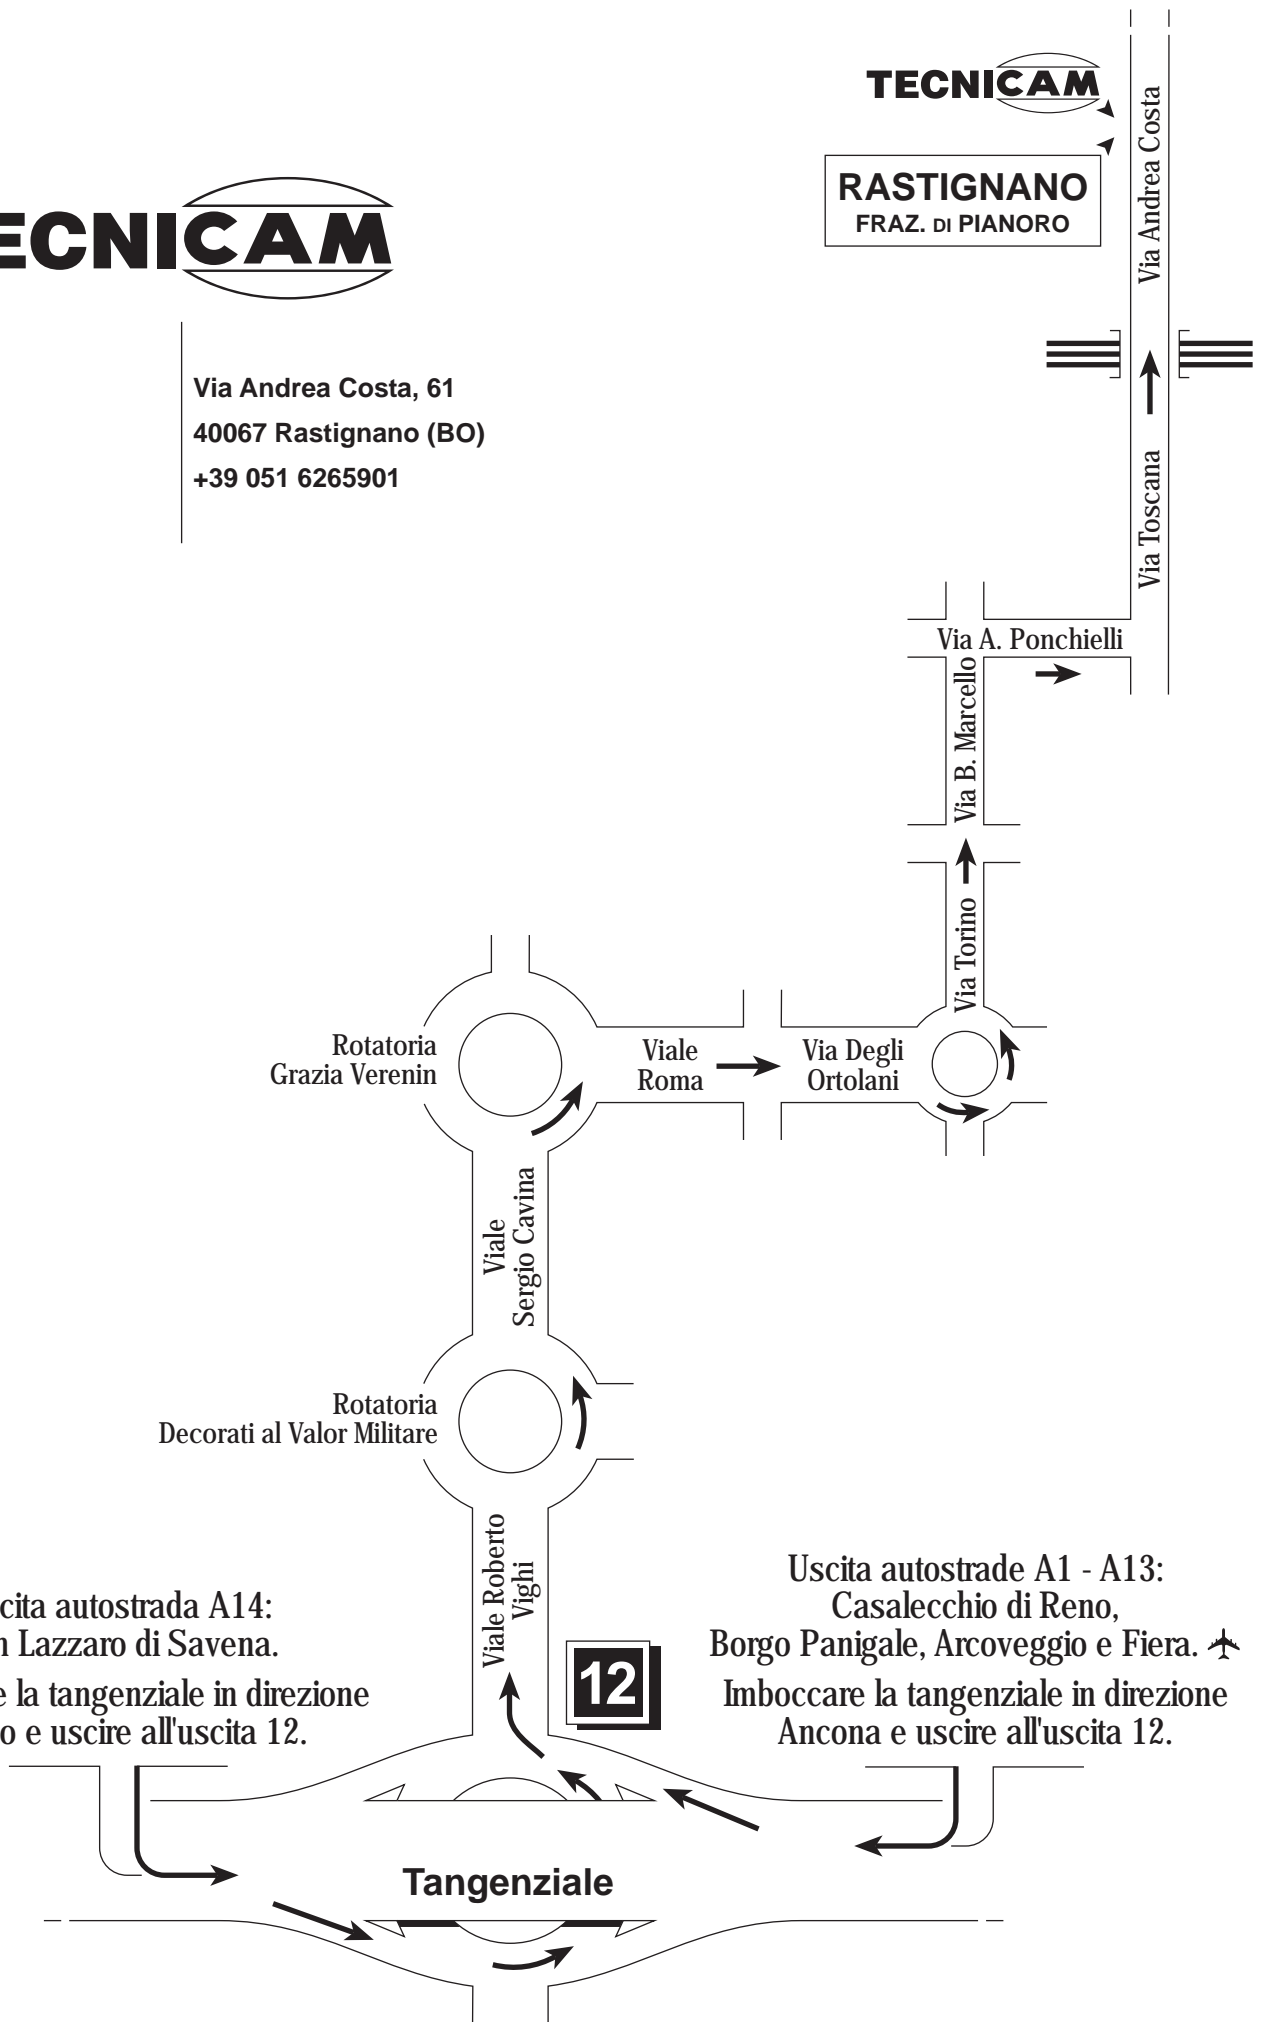 TECNICAM
RASTIGNANO
FRAZ. DI PIANORO
Via Andrea Costa
ECNICAM
Via Andrea Costa, 61
40067 Rastignano (BO)
+39 051 6265901
Via Toscana
Via A. Ponchielli
Via B. Marcello
Via Torino
Rotatoria
Grazia Verenin
Viale
Roma
Via Degli
Ortolani
Viale
Sergio Cavina
Rotatoria
Decorati al Valor Militare
Viale Roberto
Vighi
12
cita autostrada A14:
n Lazzaro di Savena.
e la tangenziale in direzione
o e uscire all'uscita 12.
Uscita autostrade A1 - A13:
Casalecchio di Reno,
Borgo Panigale, Arcoveggio e Fiera.
Imboccare la tangenziale in direzione
Ancona e uscire all'uscita 12.
Tangenziale